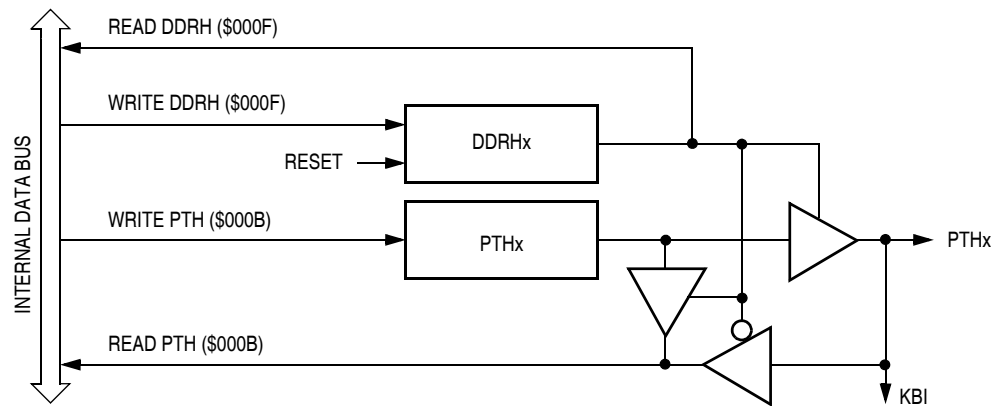 READ DDRH ($000F)
WRITE DDRH ($000F)
DDRHx
RESET
INTERNAL DATA BUS
WRITE PTH ($000B)
PTHx
PTHx
READ PTH ($000B)
KBI